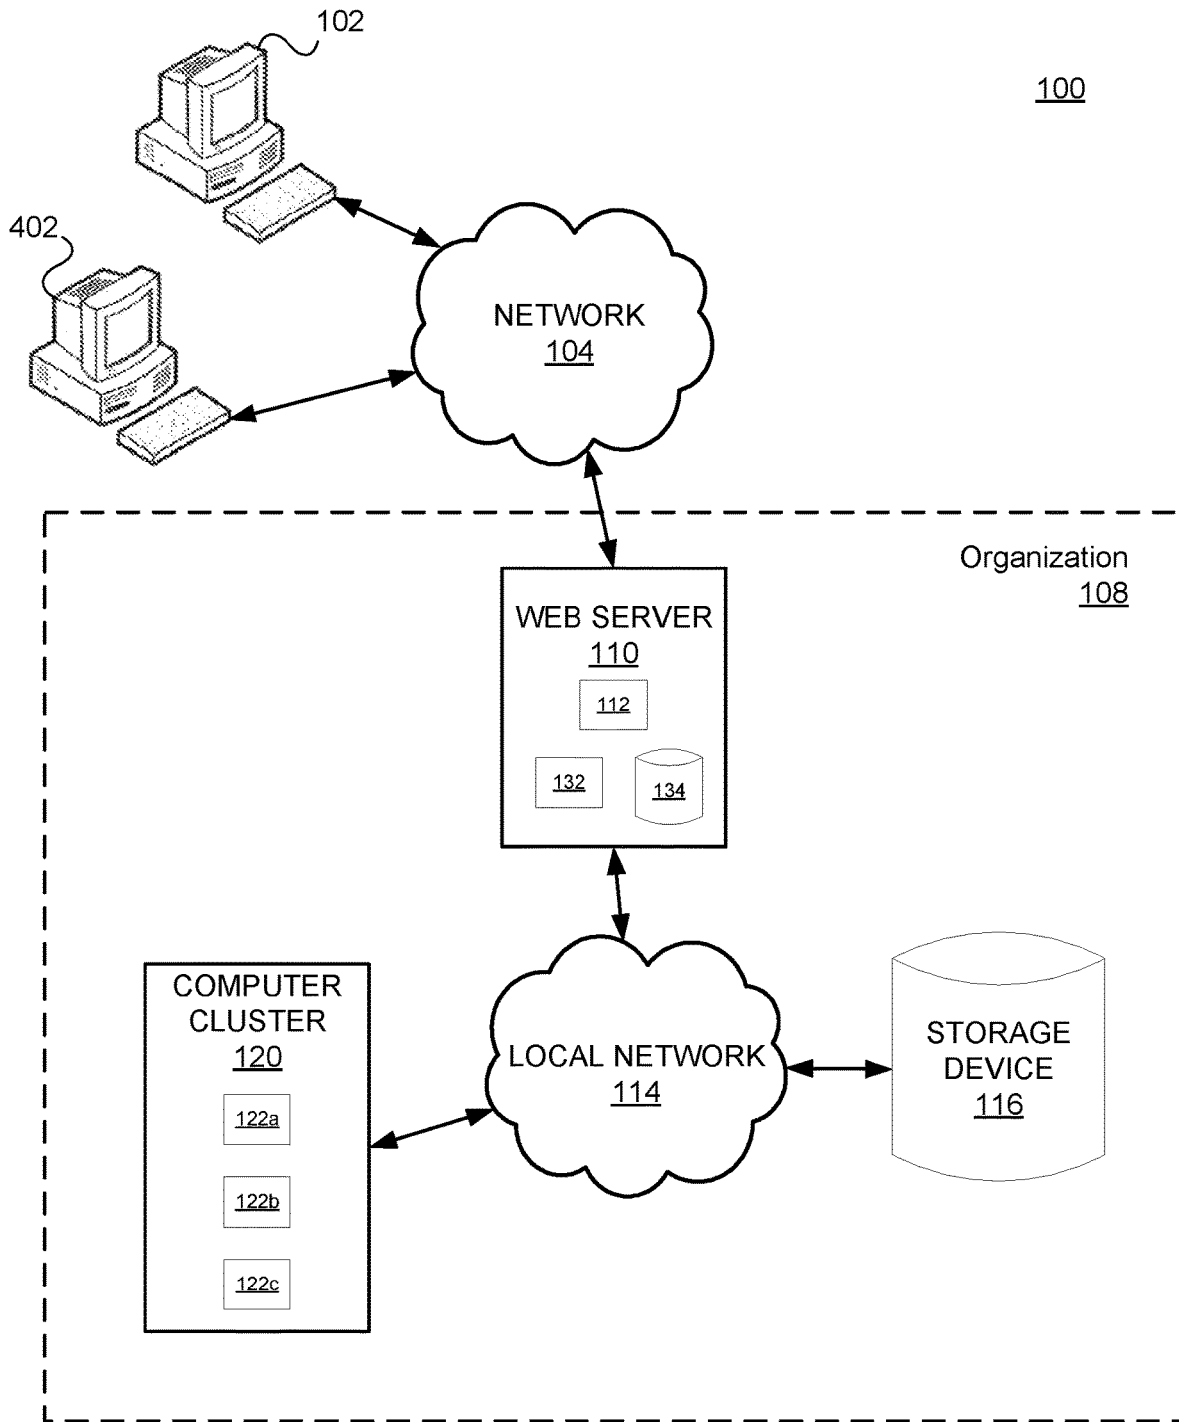 102
100
402
NETWORK
104
Organization
108
WEB SERVER
110
112
132
134
COMPUTER
CLUSTER
120
122a
122b
122c
LOCAL NETWORK
114
STORAGE
DEVICE
116